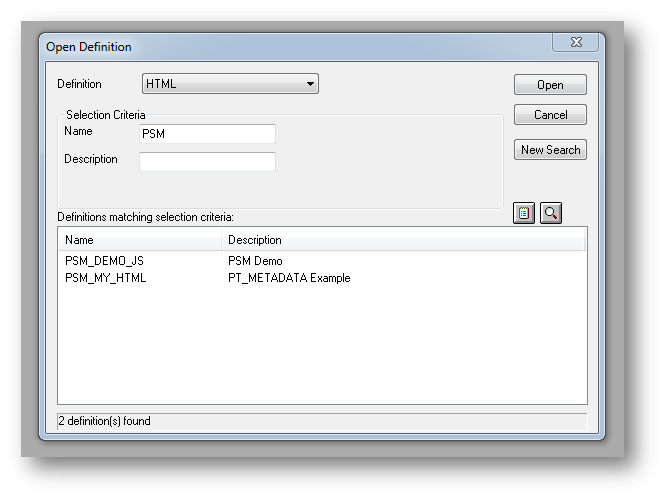 Open Definition
Definition HTML Open
Selection Criteria Cancel
Name PSM
Description New Search
Definitions matching selection criteria:
Name Description
PSM_DEMO_JS PSM Demo
PSM_MY_HTML PT_METADATA Example
2 definition(s) found